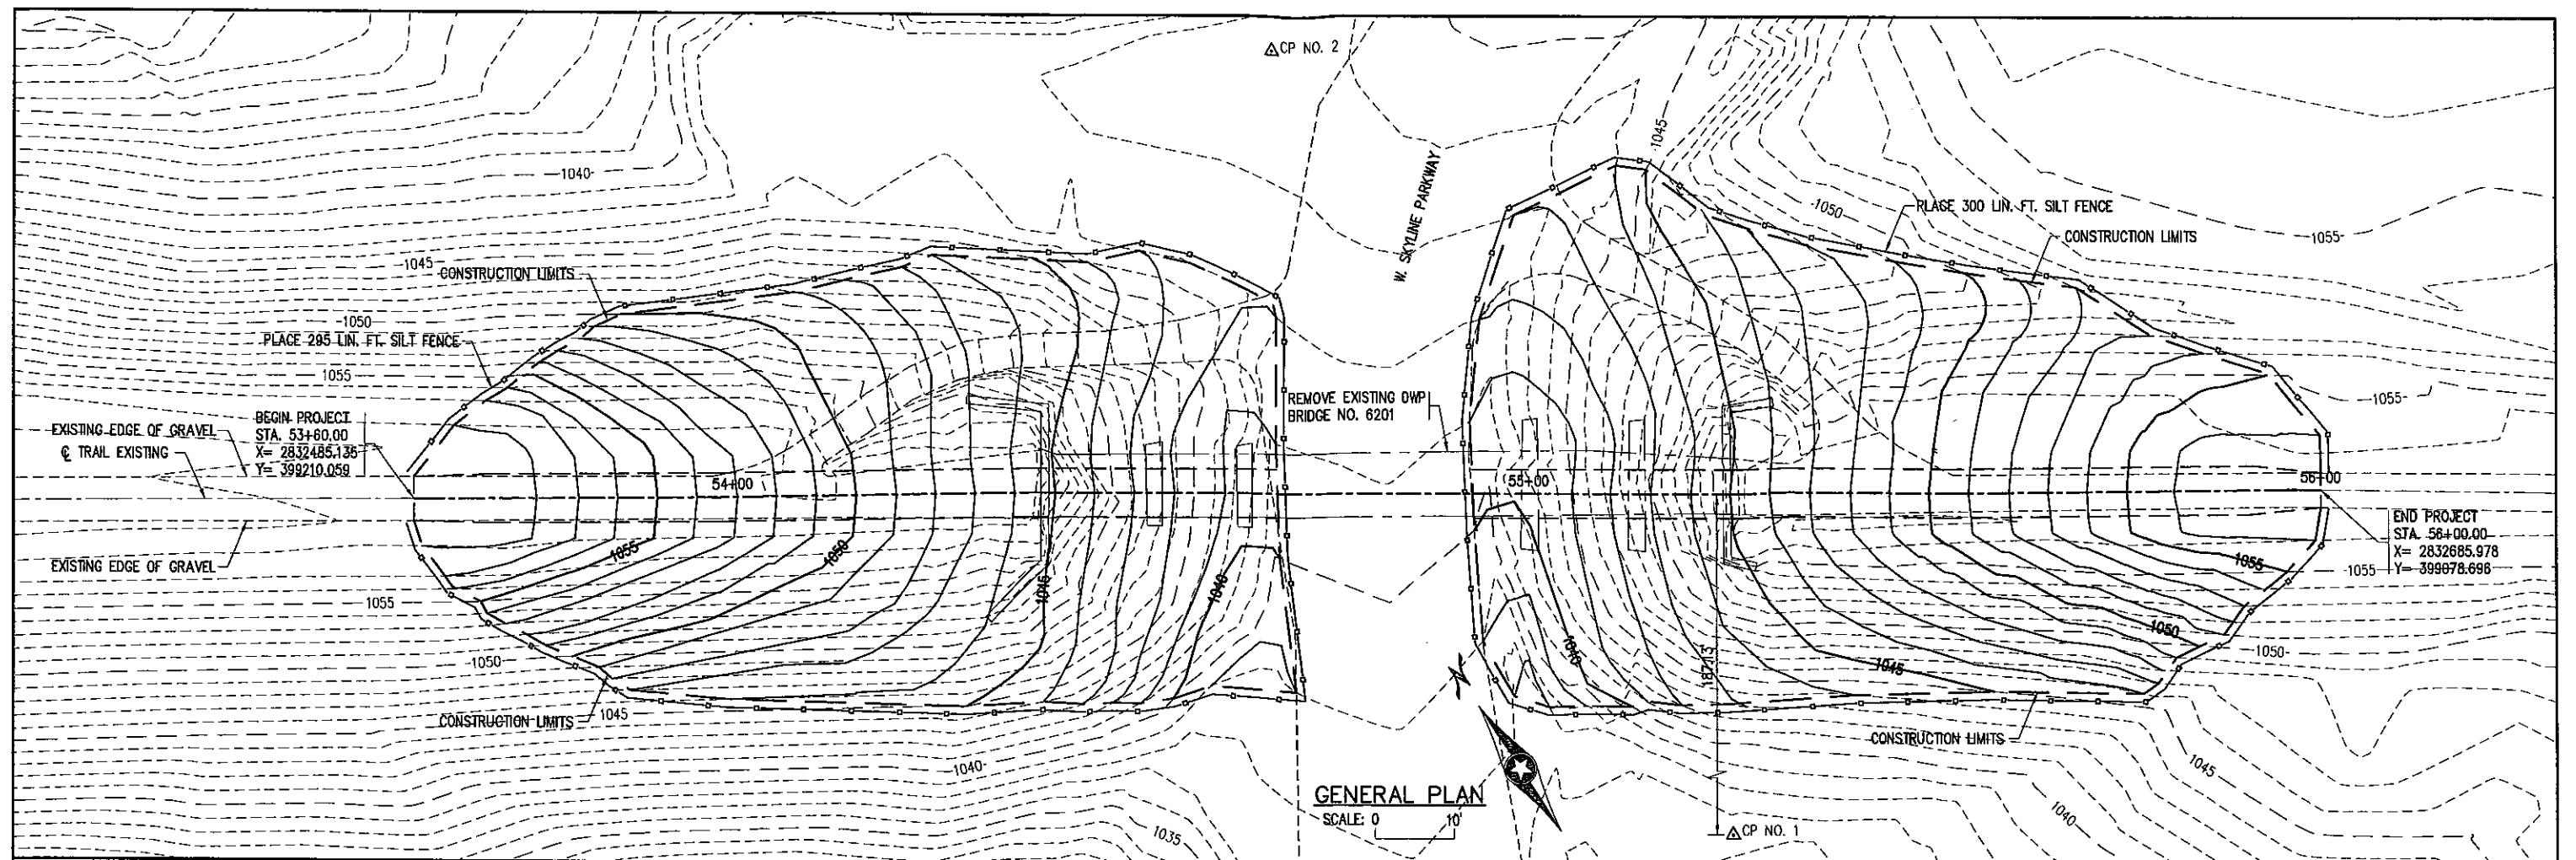 CP NO. 2
1045
W. SKYLINE PARKWAY
1040
1050
PLACE 300 LIN. FT. SILT FENCE
CONSTRUCTION LIMITS
1055
1045
CONSTRUCTION LIMITS
1050
PLACE 295 LIN. FT. SILT FENCE
1055
BEGIN PROJECT
STA. 53+60.00
X= 2832485.135
Y= 399210.059
EXISTING EDGE OF GRAVEL
℄ TRAIL EXISTING
EXISTING EDGE OF GRAVEL
REMOVE EXISTING DWP
BRIDGE NO. 6201
1055
54+00
55+00
56+00
END PROJECT
STA. 56+00.00
X= 2832685.978
Y= 399078.696
1055
1050
1045
1040
1055
1050
1045
1040
1045
1050
1055
1055
1050
CONSTRUCTION LIMITS
1045
N
CONSTRUCTION LIMITS
1045
1040
1040
1035
GENERAL PLAN
SCALE: 0 10'
CP NO. 1